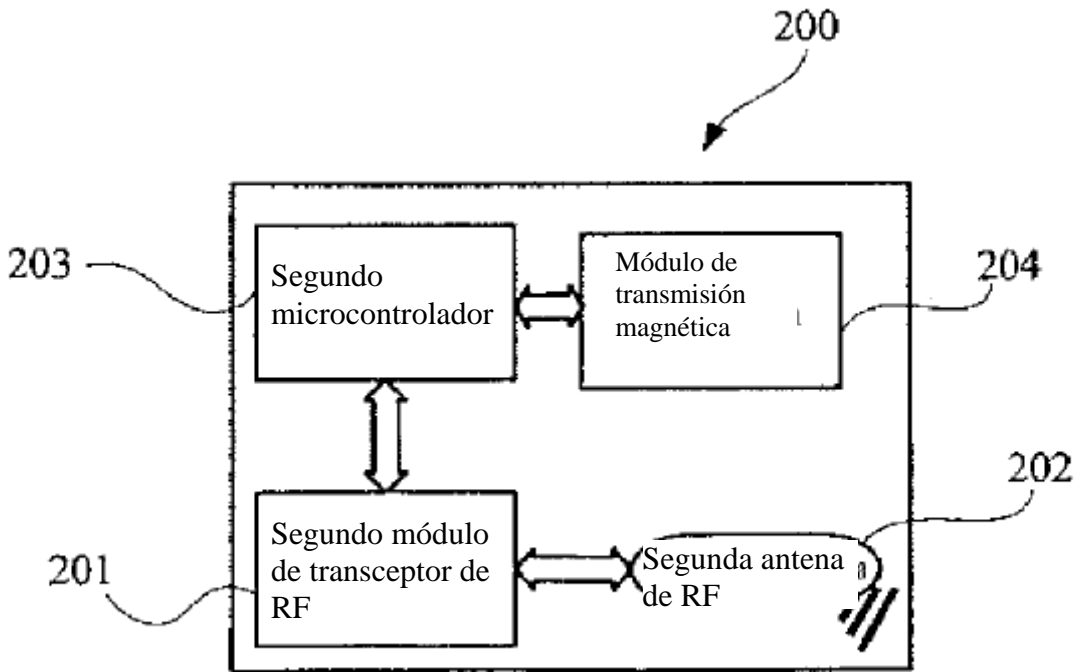 200
203
Segundo
microcontrolador
Módulo de
transmisión
magnética
204
202
Segundo módulo
de transceptor de
RF
201
Segunda antena
de RF